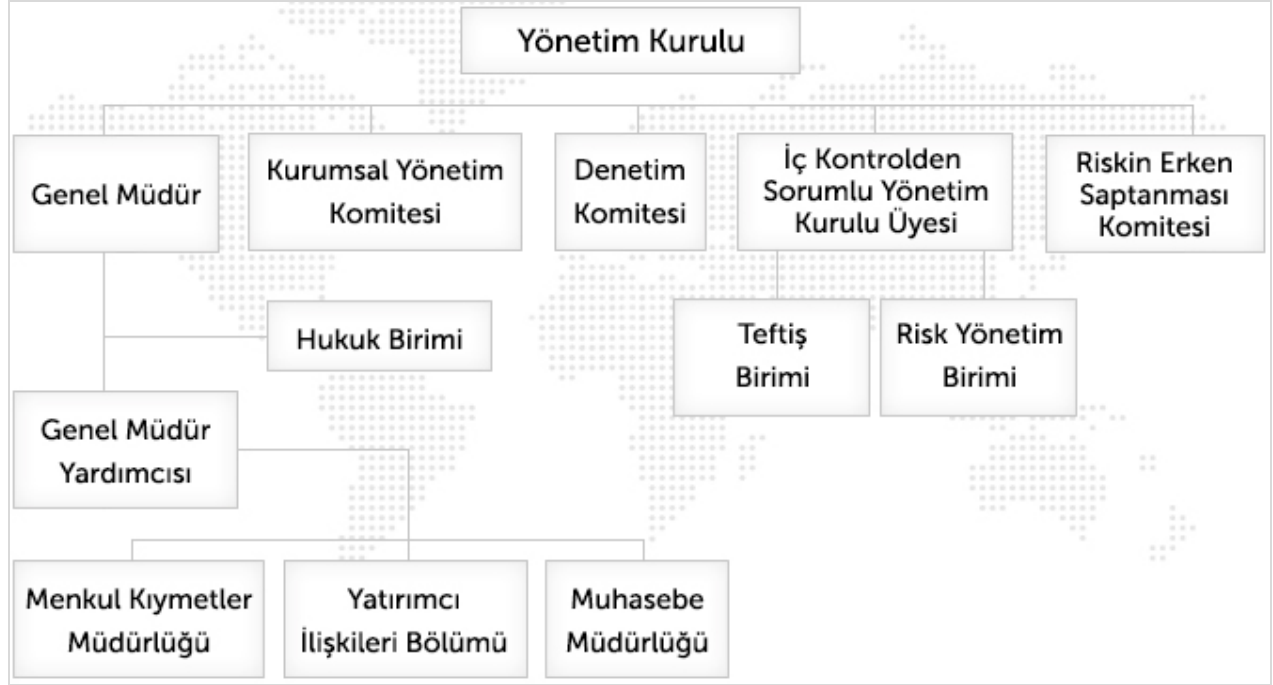 Yönetim Kurulu
Genel Müdür
Kurumsal Yönetim
Komitesi
Denetim
Komitesi
İç Kontrolden
Sorumlu Yönetim
Kurulu Üyesi
Riskin Erken
Saptanması
Komitesi
Hukuk Birimi
Teftiş
Birimi
Risk Yönetim
Birimi
Genel Müdür
Yardımcısı
Menkul Kıymetler
Müdürlüğü
Yatırımcı
İlişkileri Bölümü
Muhasebe
Müdürlüğü